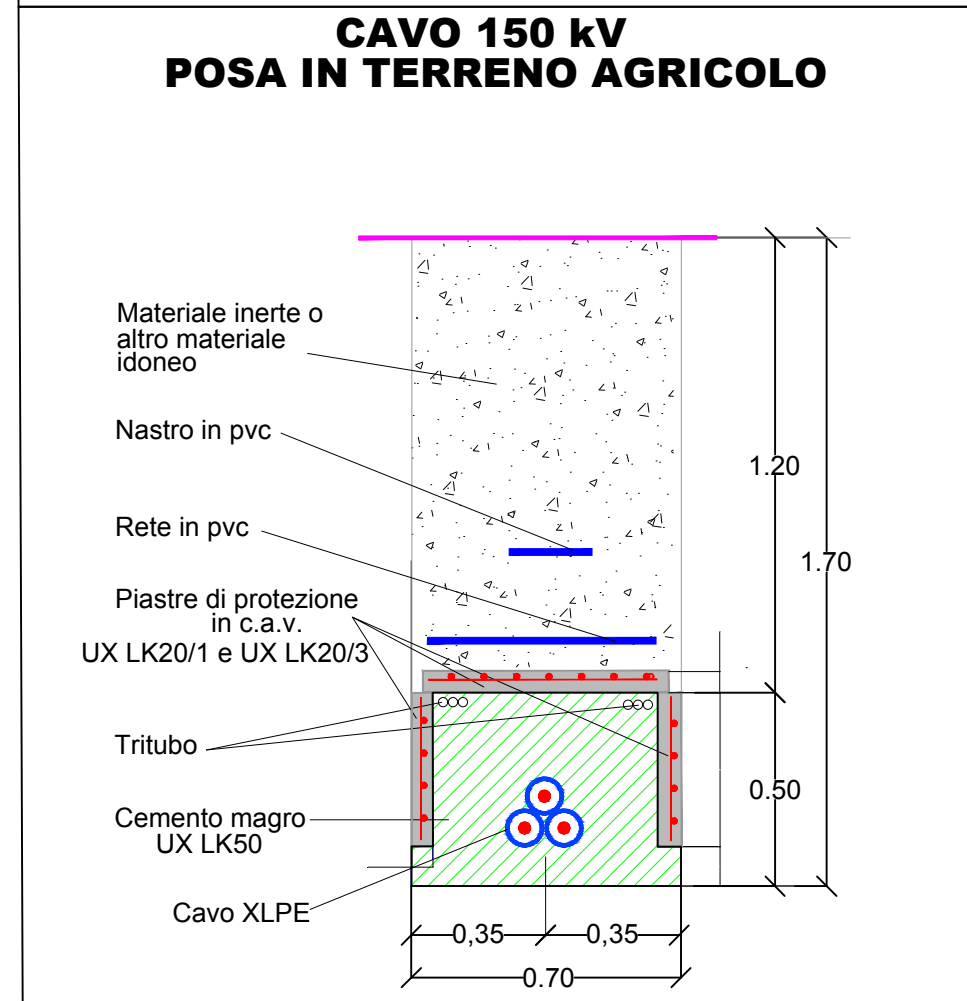 CAVO 150 kV
POSA IN TERRENO AGRICOLO
Materiale inerte o
altro materiale
idoneo
Nastro in pvc
1.20
Rete in pvc
1.70
Piastre di protezione
in c.a.v.
UX LK20/1 e UX LK20/3
Tritubo
0.50
Cemento magro
UX LK50
Cavo XLPE
0,35 0,35
0.70